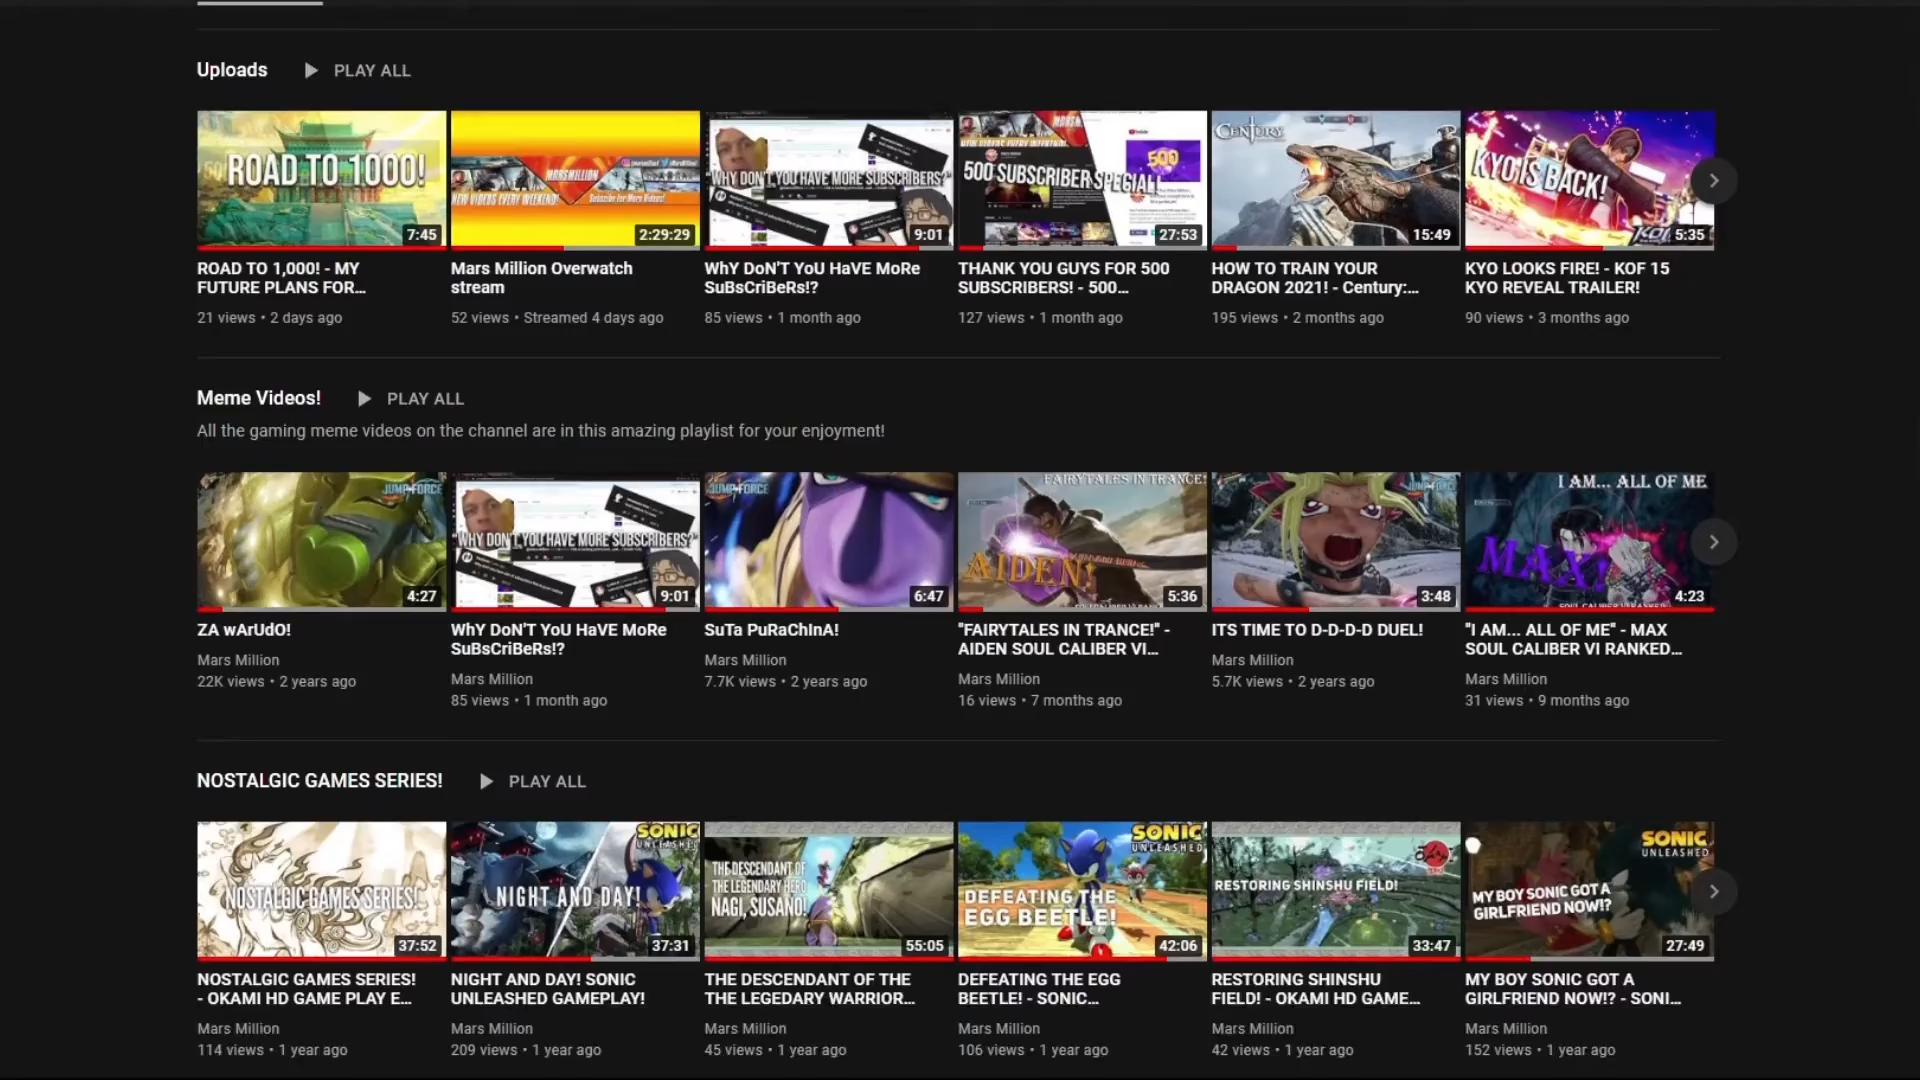 Uploads
PLAY ALL
ROAD TO 1000!
7:45
MARSMILLION
NEW VIDEOS EVERY WEEKEND!
Subscribe for More Videos!
2:29:29
"WHY DON'T YOU HAVE MORE SUBSCRIBERS?"
9:01
500
500 SUBSCRIBER SPECIAL!
27:53
CENTURY
15:49
KYO IS BACK!
5:35
ROAD TO 1,000! - MY
FUTURE PLANS FOR...
21 views • 2 days ago
Mars Million Overwatch
stream
52 views • Streamed 4 days ago
WhY DoN'T YoU HaVE MoRe
SuBsCriBeRs!?
85 views • 1 month ago
THANK YOU GUYS FOR 500
SUBSCRIBERS! - 500...
127 views • 1 month ago
HOW TO TRAIN YOUR
DRAGON 2021! - Century:...
195 views • 2 months ago
KYO LOOKS FIRE! - KOF 15
KYO REVEAL TRAILER!
90 views • 3 months ago
Meme Videos!
PLAY ALL
All the gaming meme videos on the channel are in this amazing playlist for your enjoyment!
JUMP FORCE
4:27
"WHY DON'T YOU HAVE MORE SUBSCRIBERS?"
9:01
JUMP FORCE
6:47
FAIRYTALES IN TRANCE!
AIDEN!
5:36
JUMP FORCE
3:48
I AM... ALL OF ME
MAX!
4:23
ZA wArUdO!
Mars Million
22K views • 2 years ago
WhY DoN'T YoU HaVE MoRe
SuBsCriBeRs!?
Mars Million
85 views • 1 month ago
SuTa PuRaChInA!
Mars Million
7.7K views • 2 years ago
"FAIRYTALES IN TRANCE!" -
AIDEN SOUL CALIBER VI...
Mars Million
16 views • 7 months ago
ITS TIME TO D-D-D-D DUEL!
Mars Million
5.7K views • 2 years ago
"I AM... ALL OF ME" - MAX
SOUL CALIBER VI RANKED...
Mars Million
31 views • 9 months ago
NOSTALGIC GAMES SERIES!
PLAY ALL
NOSTALGIC GAMES SERIES!
37:52
SONIC
UNLEASHED
NIGHT AND DAY!
37:31
THE DESCENDANT OF
THE LEGENDARY HERO
NAGI, SUSANO!
55:05
SONIC
UNLEASHED
DEFEATING THE
EGG BEETLE!
42:06
RESTORING SHINSHU FIELD!
33:47
SONIC
UNLEASHED
MY BOY SONIC GOT A
GIRLFRIEND NOW!?
27:49
NOSTALGIC GAMES SERIES!
- OKAMI HD GAME PLAY E...
Mars Million
114 views • 1 year ago
NIGHT AND DAY! SONIC
UNLEASHED GAMEPLAY!
Mars Million
209 views • 1 year ago
THE DESCENDANT OF THE
THE LEGEDARY WARRIOR...
Mars Million
45 views • 1 year ago
DEFEATING THE EGG
BEETLE! - SONIC...
Mars Million
106 views • 1 year ago
RESTORING SHINSHU
FIELD! - OKAMI HD GAME...
Mars Million
42 views • 1 year ago
MY BOY SONIC GOT A
GIRLFRIEND NOW!? - SONI...
Mars Million
152 views • 1 year ago